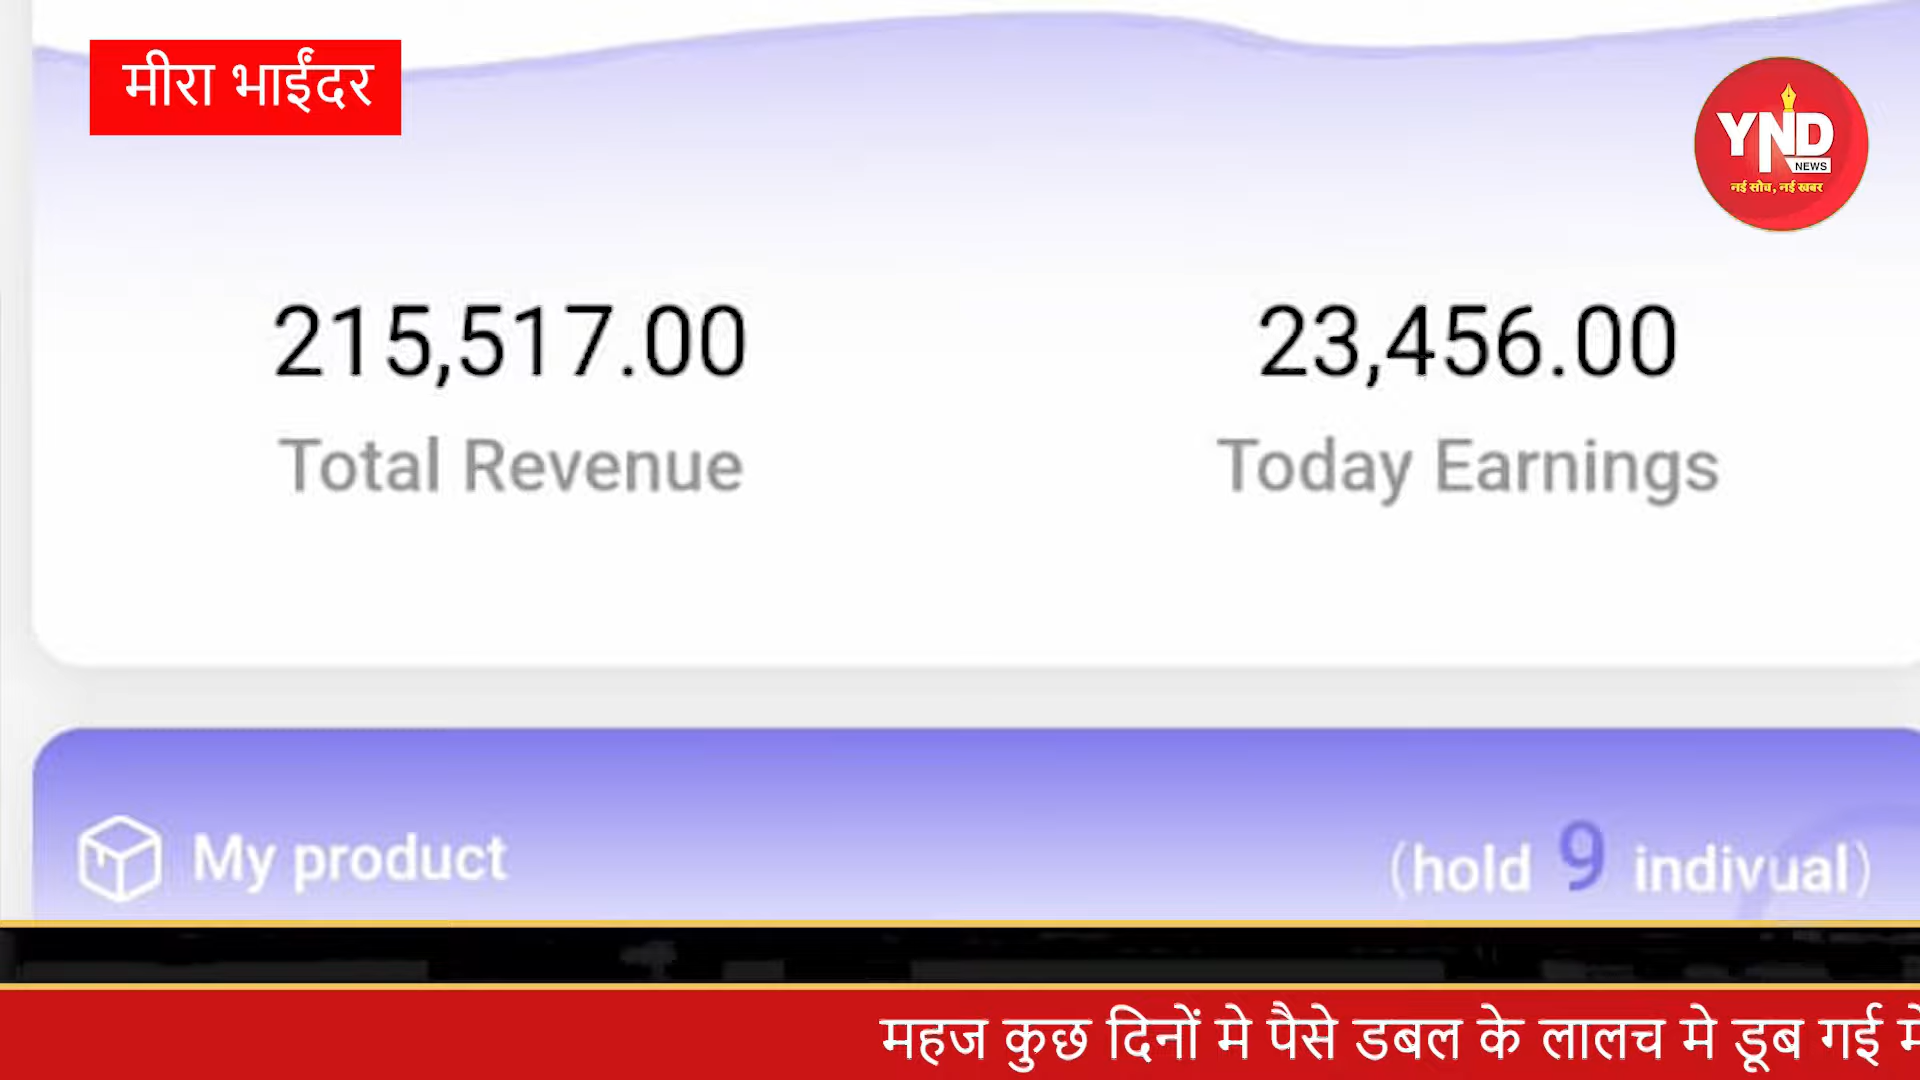 मीरा भाईंदर
YND
NEWS
नई सोच, नई खबर
215,517.00
23,456.00
Total Revenue
Today Earnings
My product
(hold 9 indivual)
महज कुछ दिनों मे पैसे डबल के लालच मे डूब गई